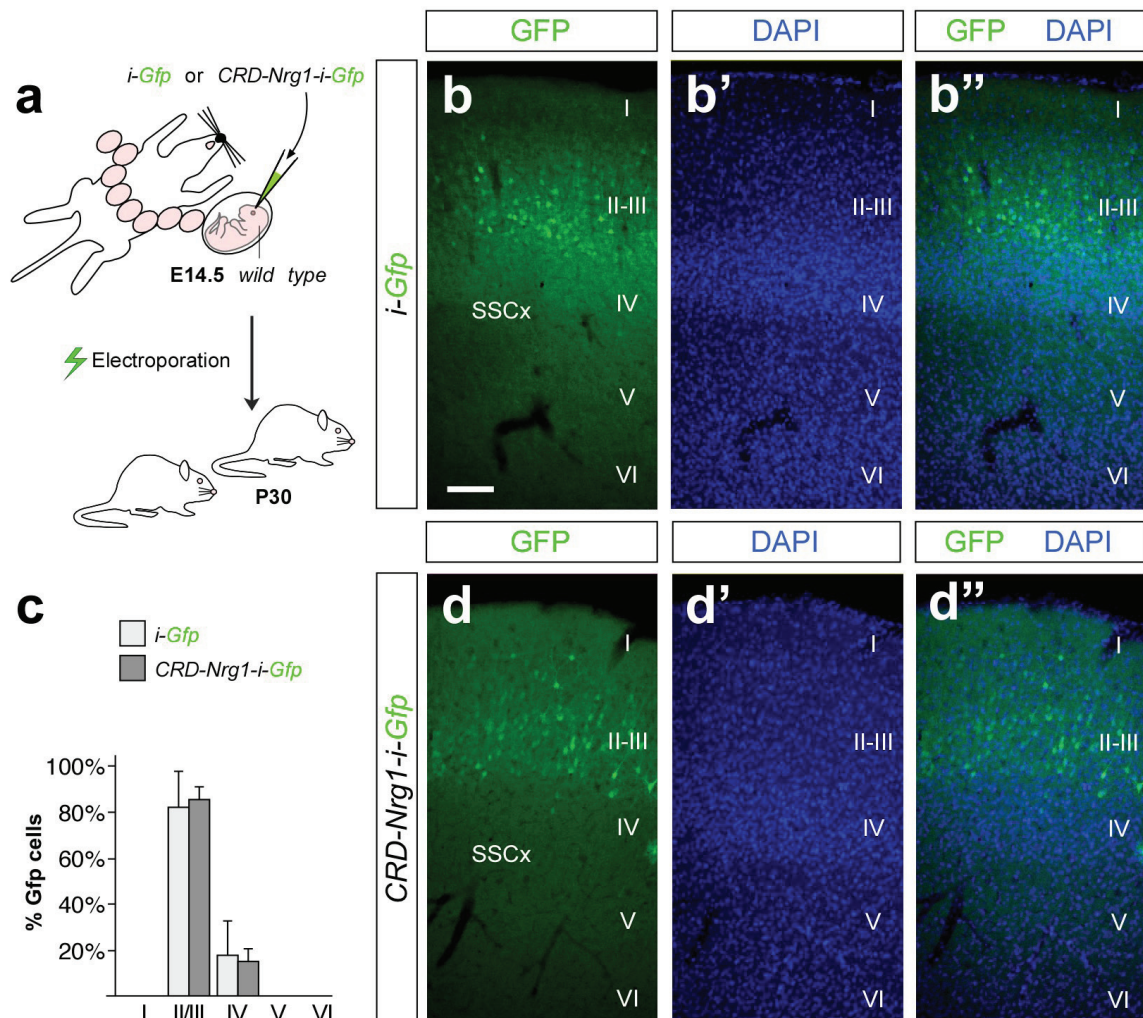 a
i-Gfp or CRD-Nrg1-i-Gfp
E14.5 wild type
Electroporation
P30
GFP
DAPI
GFP DAPI
i-Gfp
b
I
II-III
IV
SSCx
V
VI
b'
I
II-III
IV
V
VI
b''
I
II-III
IV
V
VI
c
i-Gfp
CRD-Nrg1-i-Gfp
% Gfp cells
100%
80%
60%
40%
20%
I II/III IV V VI
GFP
DAPI
GFP DAPI
CRD-Nrg1-i-Gfp
d
I
II-III
IV
SSCx
V
VI
d'
I
II-III
IV
V
VI
d''
I
II-III
IV
V
VI